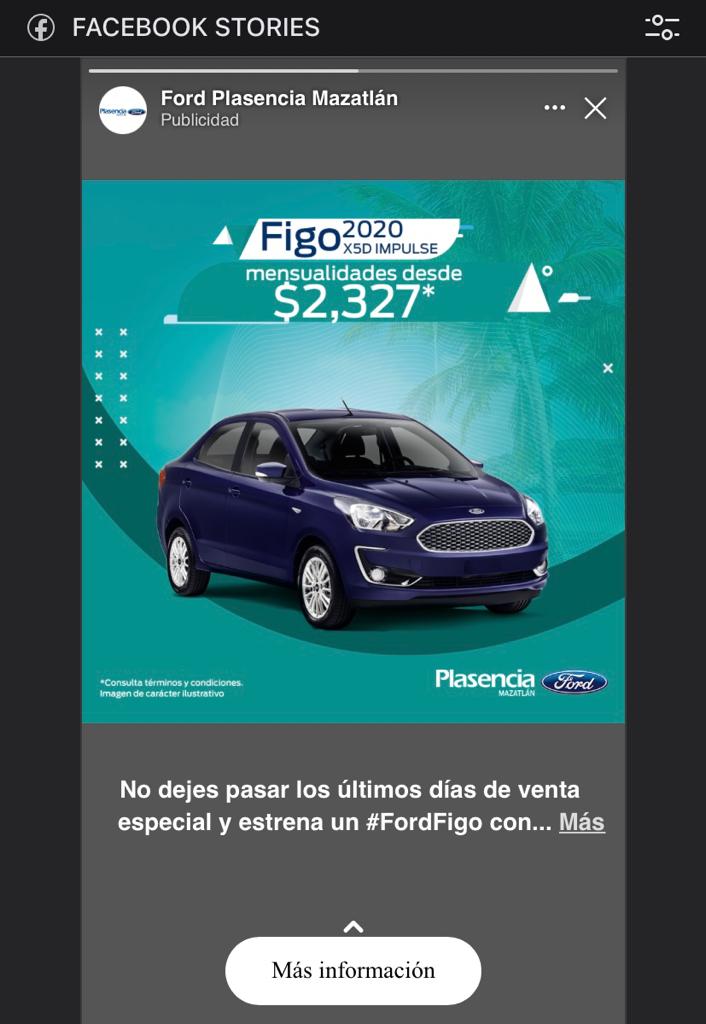 FACEBOOK STORIES
Ford Plasencia Mazatlán
Publicidad
Figo 2020
X5D IMPULSE
mensualidades desde
$2,327*
*Consulta términos y condiciones.
Imagen de carácter ilustrativo
Plasencia Ford
MAZATLÁN
No dejes pasar los últimos días de venta
especial y estrena un #FordFigo con... Más
Más información